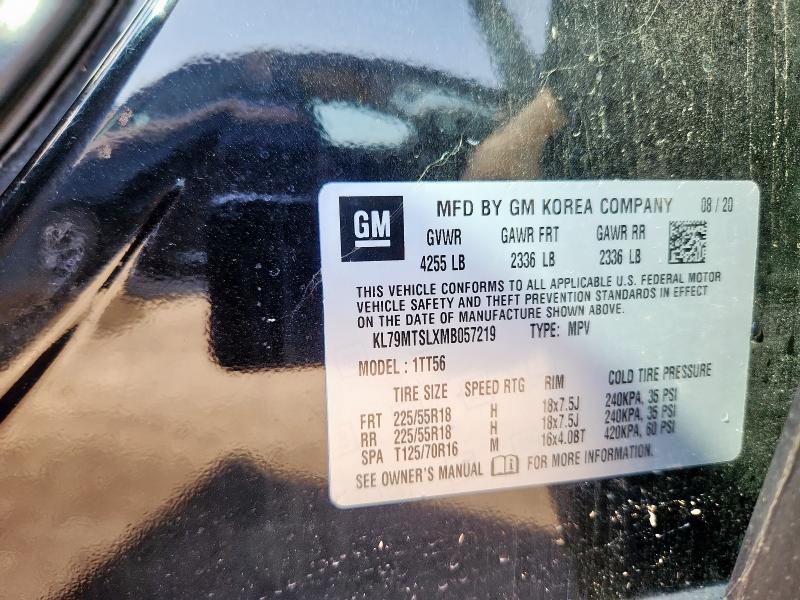 GM MFD BY GM KOREA COMPANY 08/20
GVWR GAWR FRT GAWR RR
4255 LB 2336 LB 2336 LB
THIS VEHICLE CONFORMS TO ALL APPLICABLE U.S. FEDERAL MOTOR
VEHICLE SAFETY AND THEFT PREVENTION STANDARDS IN EFFECT
ON THE DATE OF MANUFACTURE SHOWN ABOVE.
KL79MTSLXMB057219 TYPE: MPV
MODEL: 1TT56
TIRE SIZE SPEED RTG RIM COLD TIRE PRESSURE
FRT 225/55R18 H 18x7.5J 240KPA, 35 PSI
RR 225/55R18 H 18x7.5J 240KPA, 35 PSI
SPA T125/70R16 M 16x4.0BT 420KPA, 60 PSI
SEE OWNER'S MANUAL FOR MORE INFORMATION.